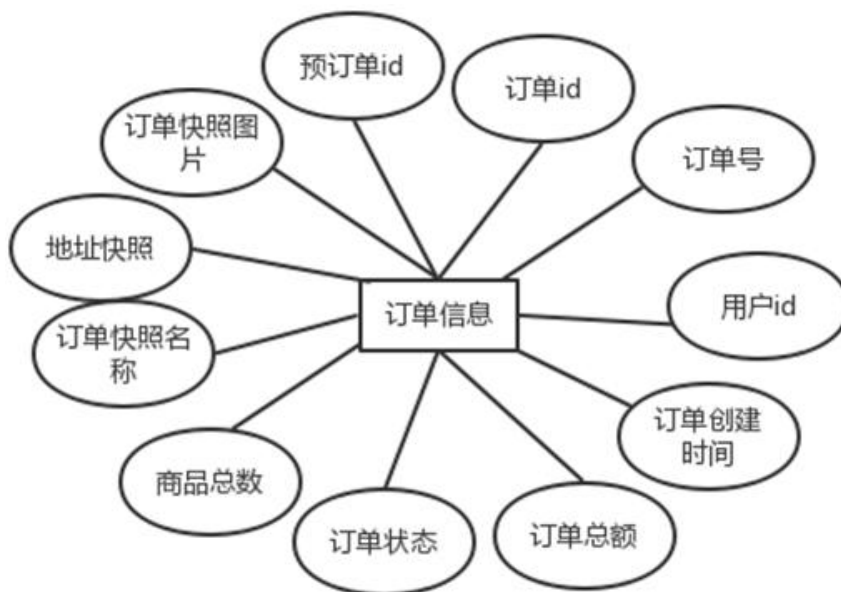 预订单id
订单id
订单快照图
片
订单号
地址快照
订单信息
用户id
订单快照名
称
订单创建
时间
商品总数
订单状态
订单总额